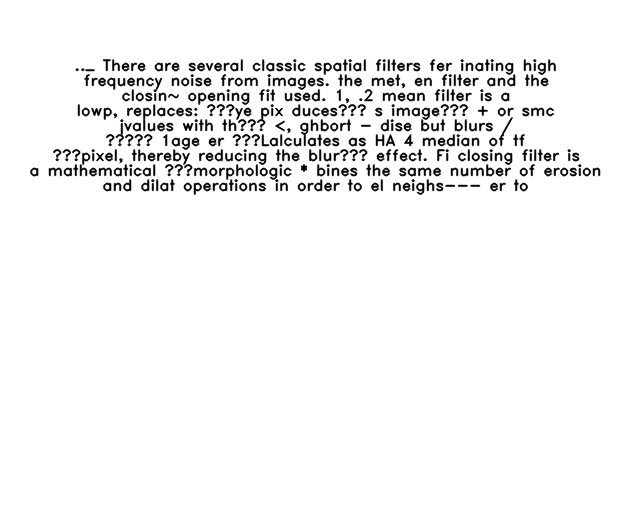 .._ There are several classic spatial filters fer inating high
frequency noise from images. the met, en filter and the
closin~ opening fit used. 1, .2 mean filter is a
lowp, replaces: ???ye pix duces??? s image??? + or smc
jvalues with th??? <, ghbort - dise but blurs /
????? 1age er ???Lalculates as HA 4 median of tf
???pixel, thereby reducing the blur??? effect. Fi closing filter is
a mathematical ???morphologic * bines the same number of erosion
and dilat operations in order to el neighs--- er to